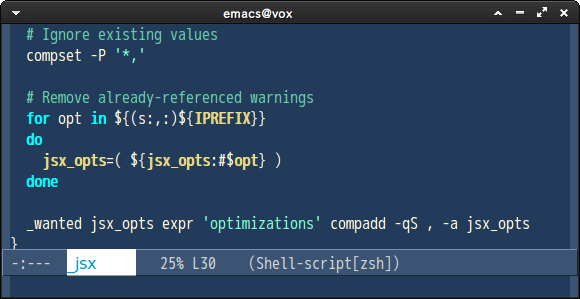 emacs@vox
# Ignore existing values
compset -P '*,'
# Remove already-referenced warnings
for opt in ${(s:,:)${IPREFIX}}
do
jsx_opts=( ${jsx_opts:#$opt} )
done
_wanted jsx_opts expr 'optimizations' compadd -qS , -a jsx_opts
}
-:--- _jsx 25% L30 (Shell-script[zsh])